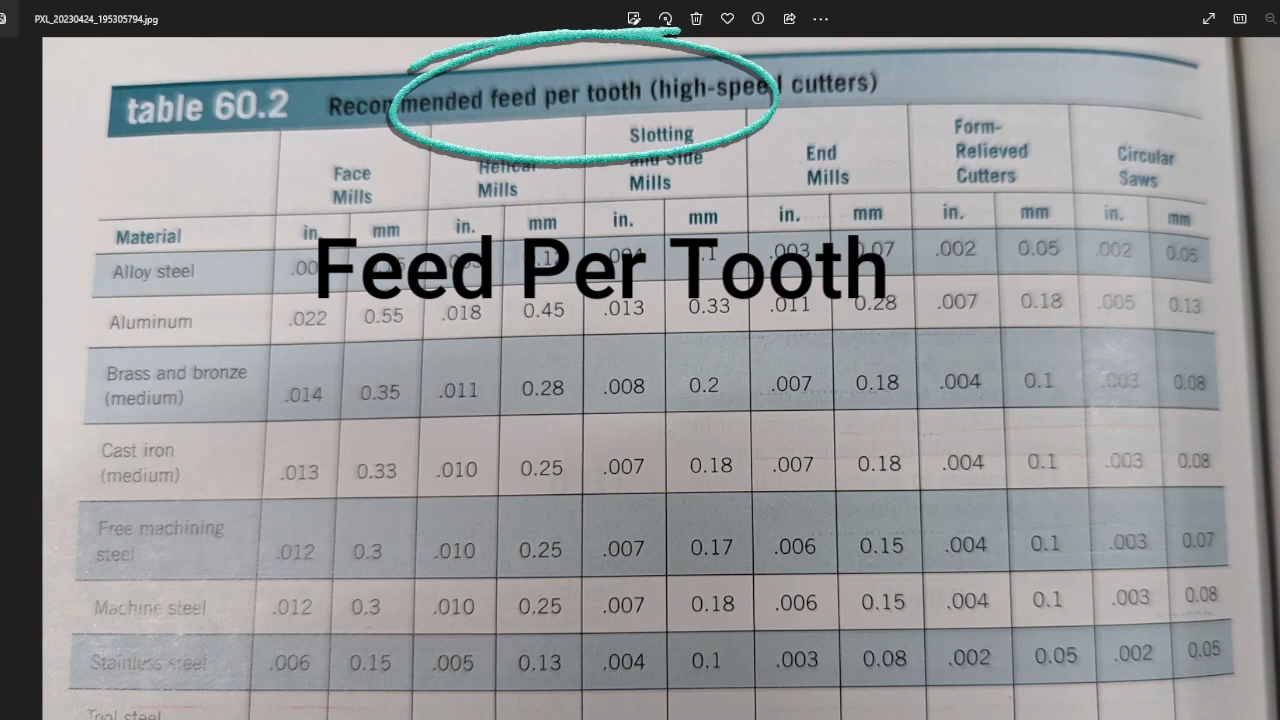 PXL_20230424_195305794.jpg
table 60.2 Recommended feed per tooth (high-speed cutters)
Face Mills Helical Mills Slotting and Side Mills End Mills Form-Relieved Cutters Circular Saws
Material in. mm in. mm in. mm in. mm in. mm in. mm
Alloy steel .002 0.05 .002 0.05
Feed Per Tooth
Aluminum .022 0.55 .018 0.45 .013 0.33 .011 0.28 .007 0.18 .005 0.13
Brass and bronze (medium) .014 0.35 .011 0.28 .008 0.2 .007 0.18 .004 0.1 .003 0.08
Cast iron (medium) .013 0.33 .010 0.25 .007 0.18 .007 0.18 .004 0.1 .003 0.08
Free machining steel .012 0.3 .010 0.25 .007 0.17 .006 0.15 .004 0.1 .003 0.07
Machine steel .012 0.3 .010 0.25 .007 0.18 .006 0.15 .004 0.1 .003 0.08
Stainless steel .006 0.15 .005 0.13 .004 0.1 .003 0.08 .002 0.05 .002 0.05
Tool steel